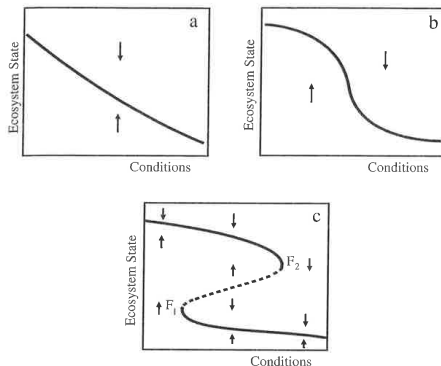 a
Ecosystem State
Conditions
b
Ecosystem State
Conditions
c
F2
F1
Ecosystem State
Conditions